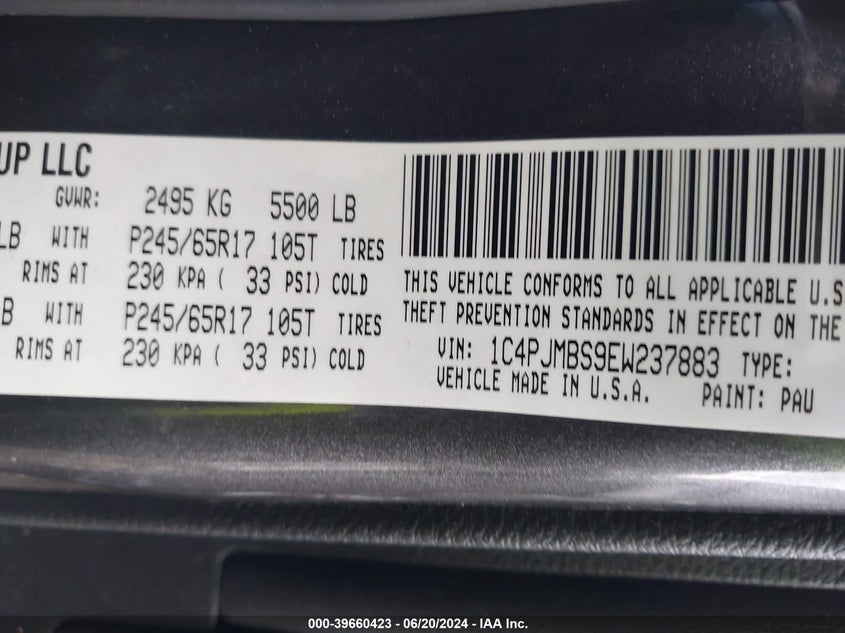 UP LLC
GVWR: 2495 KG 5500 LB
LB WITH P245/65R17 105T TIRES
RIMS AT 230 KPA ( 33 PSI) COLD
B WITH P245/65R17 105T TIRES
RIMS AT 230 KPA ( 33 PSI) COLD
THIS VEHICLE CONFORMS TO ALL APPLICABLE U.S
THEFT PREVENTION STANDARDS IN EFFECT ON THE
VIN: 1C4PJMBS9EW237883 TYPE:
VEHICLE MADE IN U.S.A. PAINT: PAU
000-39660423 - 06/20/2024 - IAA Inc.